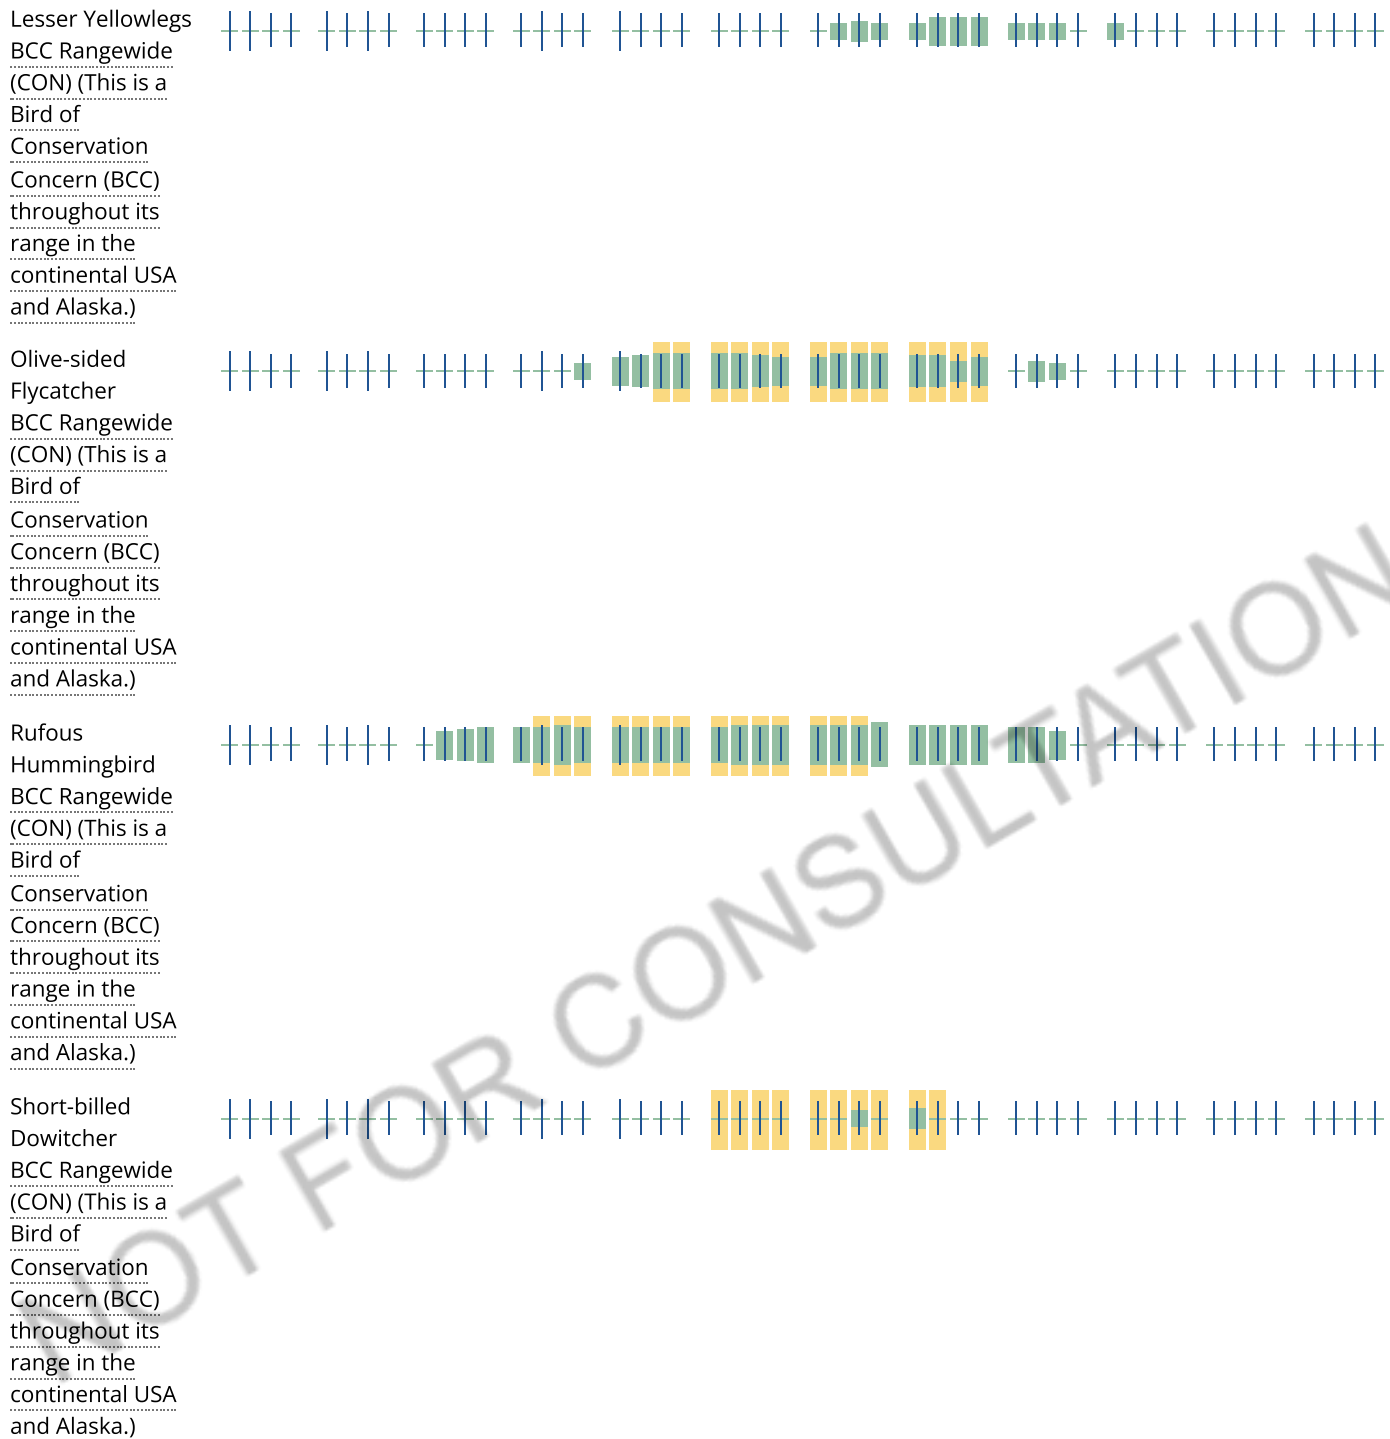 Lesser Yellowlegs
BCC Rangewide
(CON) (This is a
Bird of
Conservation
Concern (BCC)
throughout its
range in the
continental USA
and Alaska.)
Olive-sided
Flycatcher
BCC Rangewide
(CON) (This is a
Bird of
Conservation
Concern (BCC)
throughout its
range in the
continental USA
and Alaska.)
Rufous
Hummingbird
BCC Rangewide
(CON) (This is a
Bird of
Conservation
Concern (BCC)
throughout its
range in the
continental USA
and Alaska.)
Short-billed
Dowitcher
BCC Rangewide
(CON) (This is a
Bird of
Conservation
Concern (BCC)
throughout its
range in the
continental USA
and Alaska.)
NOT FOR CONSULTATION